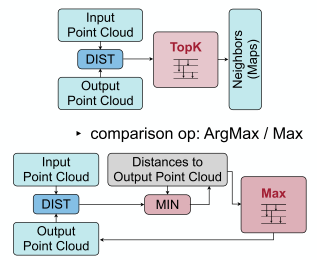 Input
Point Cloud
DIST
Output
Point Cloud
TopK
Neighbors
(Maps)
‣ comparison op: ArgMax / Max
Input
Point Cloud
Distances to
Output Point Cloud
DIST
MIN
Max
Output
Point Cloud